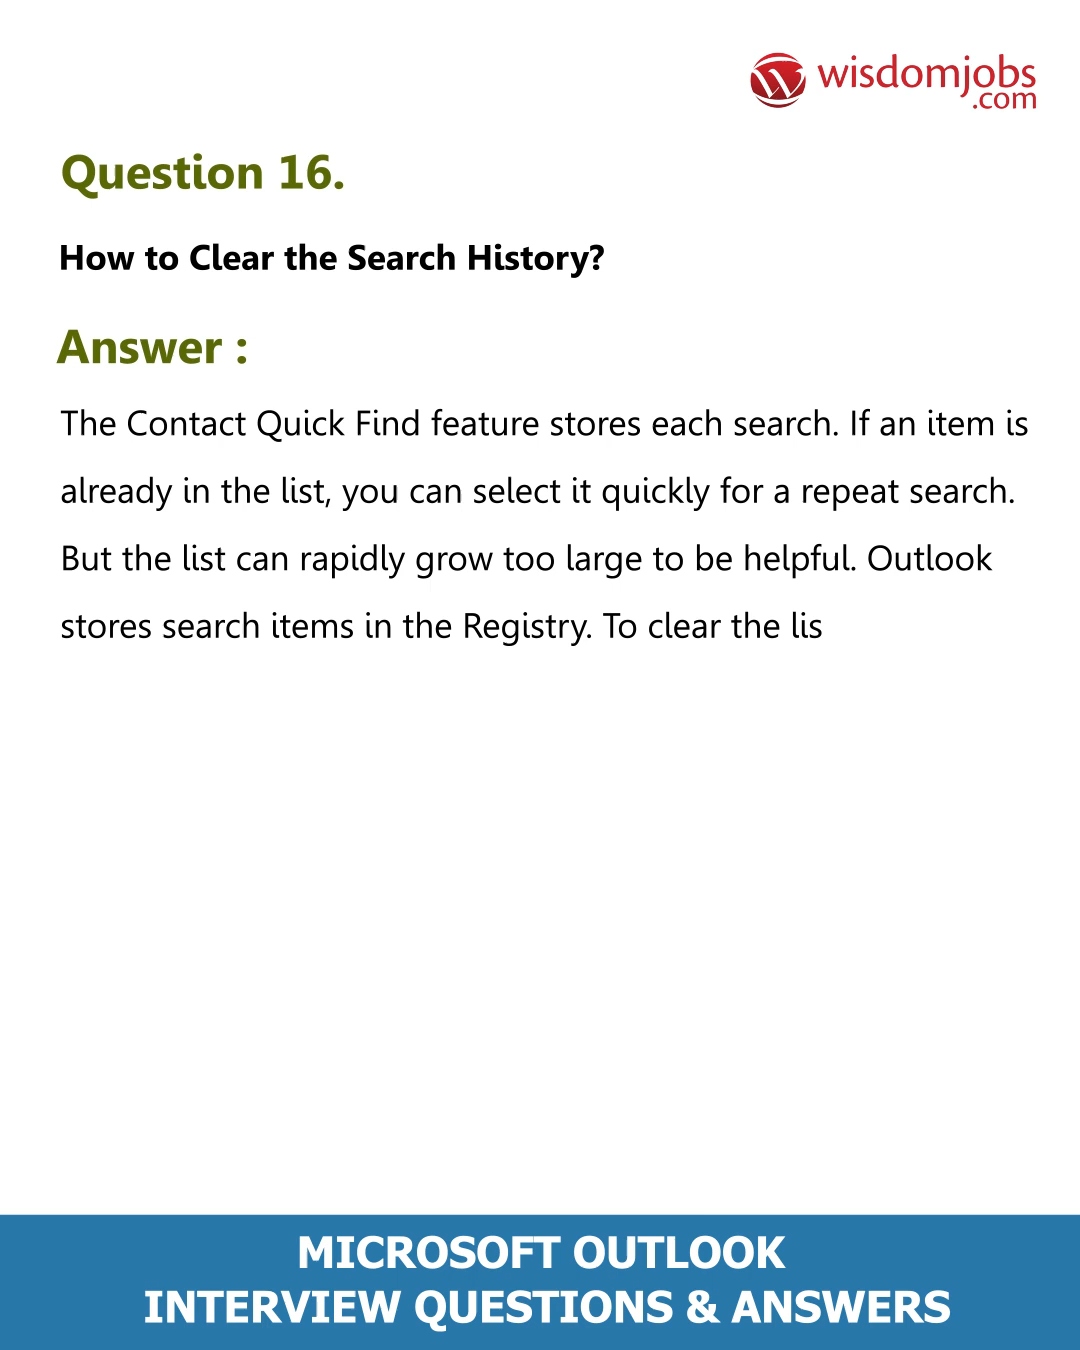 wisdomjobs
.com
Question 16.
How to Clear the Search History?
Answer :
The Contact Quick Find feature stores each search. If an item is
already in the list, you can select it quickly for a repeat search.
But the list can rapidly grow too large to be helpful. Outlook
stores search items in the Registry. To clear the lis
MICROSOFT OUTLOOK
INTERVIEW QUESTIONS & ANSWERS